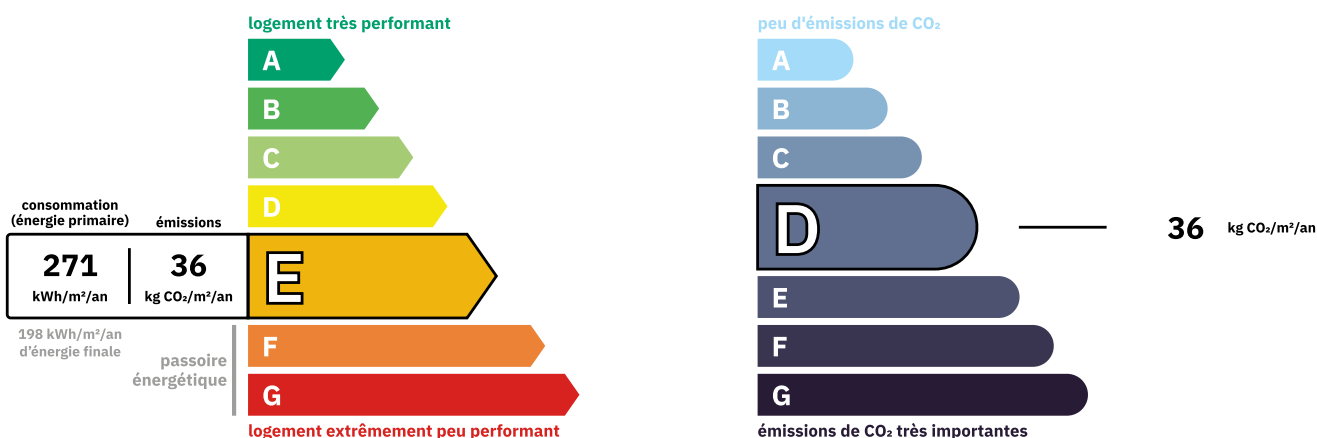 logement très performant
A
B
C
D
consommation
(énergie primaire)
émissions
271
kWh/m²/an
36
kg CO₂/m²/an
E
198 kWh/m²/an
d'énergie finale
passoire
énergétique
F
G
logement extrêmement peu performant
peu d'émissions de CO₂
A
B
C
D
36 kg CO₂/m²/an
E
F
G
émissions de CO₂ très importantes